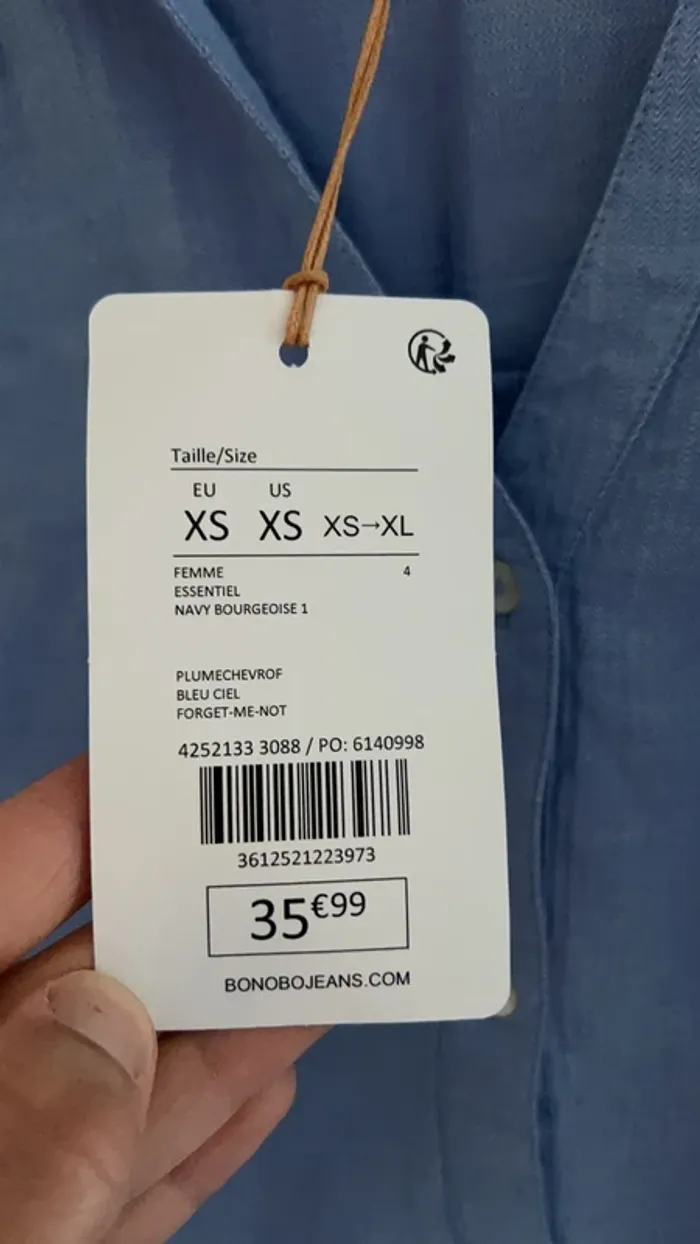 Taille/Size
EU US
XS XS XS→XL
FEMME 4
ESSENTIEL
NAVY BOURGEOISE 1
PLUMECHEVROF
BLEU CIEL
FORGET-ME-NOT
4252133 3088 / PO: 6140998
3612521223973
35€99
BONOBOJEANS.COM